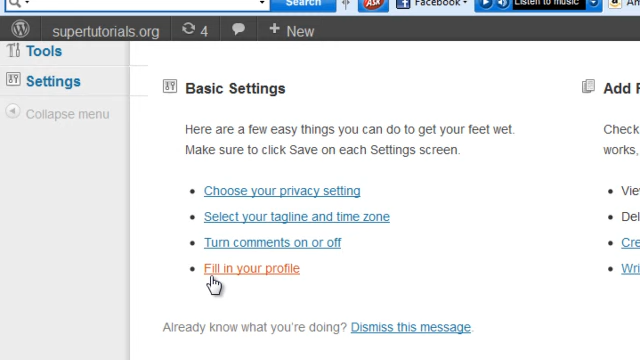 Search
ASK
Facebook
Listen to music
supertutorials.org
4
New
Tools
Settings
Collapse menu
Basic Settings
Here are a few easy things you can do to get your feet wet.
Make sure to click Save on each Settings screen.
Choose your privacy setting
Select your tagline and time zone
Turn comments on or off
Fill in your profile
Already know what you're doing? Dismiss this message.
Add
Check
works,